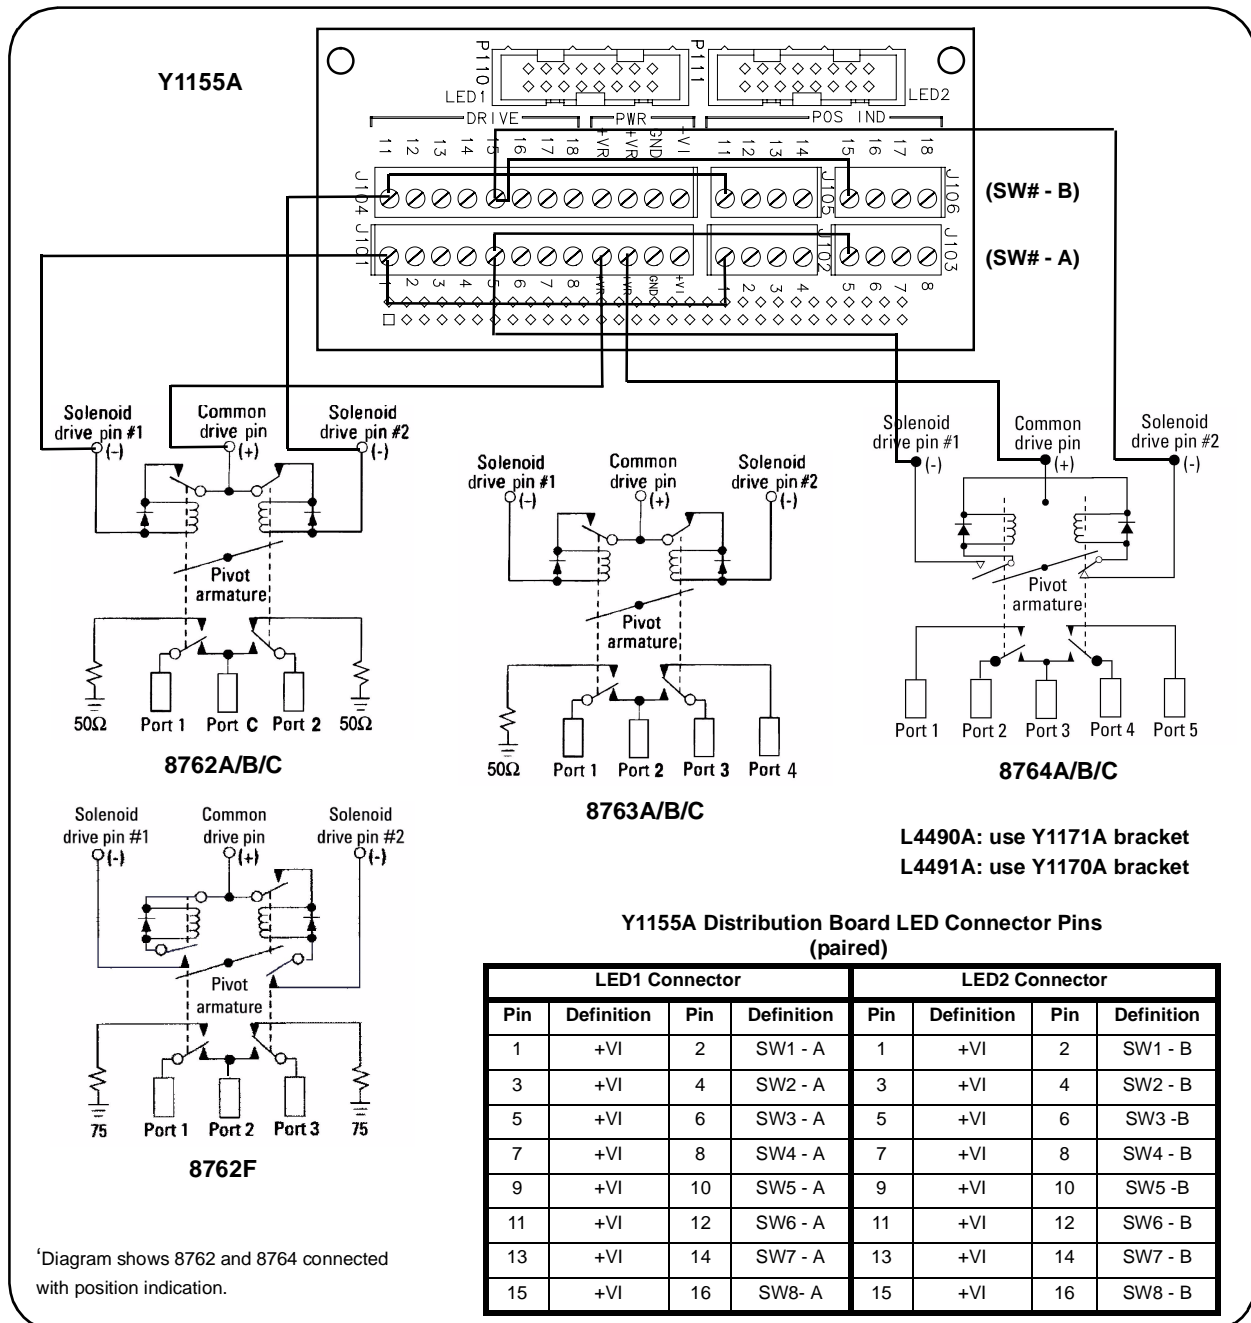 Y1155A
P110
P111
LED1
LED2
DRIVE PWR POS IND
11 12 13 14 15 16 17 18 +VR +VR GND +VI 11 12 13 14 15 16 17 18
J104 J105 J106 (SW# - B)
J101 J102 J103 (SW# - A)
1 2 3 4 5 6 7 8 +VR +VR GND +VI 1 2 3 4 5 6 7 8
Solenoid drive pin #1 (-)
Common drive pin (+)
Solenoid drive pin #2 (-)
Pivot armature
50Ω Port 1 Port C Port 2 50Ω
8762A/B/C
Solenoid drive pin #1 (-)
Common drive pin (+)
Solenoid drive pin #2 (-)
Pivot armature
50Ω Port 1 Port 2 Port 3 Port 4
8763A/B/C
Solenoid drive pin #1 (-)
Common drive pin (+)
Solenoid drive pin #2 (-)
Pivot armature
Port 1 Port 2 Port 3 Port 4 Port 5
8764A/B/C
Solenoid drive pin #1 (-)
Common drive pin (+)
Solenoid drive pin #2 (-)
Pivot armature
75 Port 1 Port 2 Port 3 75
8762F
L4490A: use Y1171A bracket
L4491A: use Y1170A bracket
Y1155A Distribution Board LED Connector Pins
(paired)
LED1 Connector LED2 Connector
Pin Definition Pin Definition Pin Definition Pin Definition
1 +VI 2 SW1 - A 1 +VI 2 SW1 - B
3 +VI 4 SW2 - A 3 +VI 4 SW2 - B
5 +VI 6 SW3 - A 5 +VI 6 SW3 -B
7 +VI 8 SW4 - A 7 +VI 8 SW4 - B
9 +VI 10 SW5 - A 9 +VI 10 SW5 -B
11 +VI 12 SW6 - A 11 +VI 12 SW6 - B
13 +VI 14 SW7 - A 13 +VI 14 SW7 - B
15 +VI 16 SW8- A 15 +VI 16 SW8 - B
‘Diagram shows 8762 and 8764 connected
with position indication.